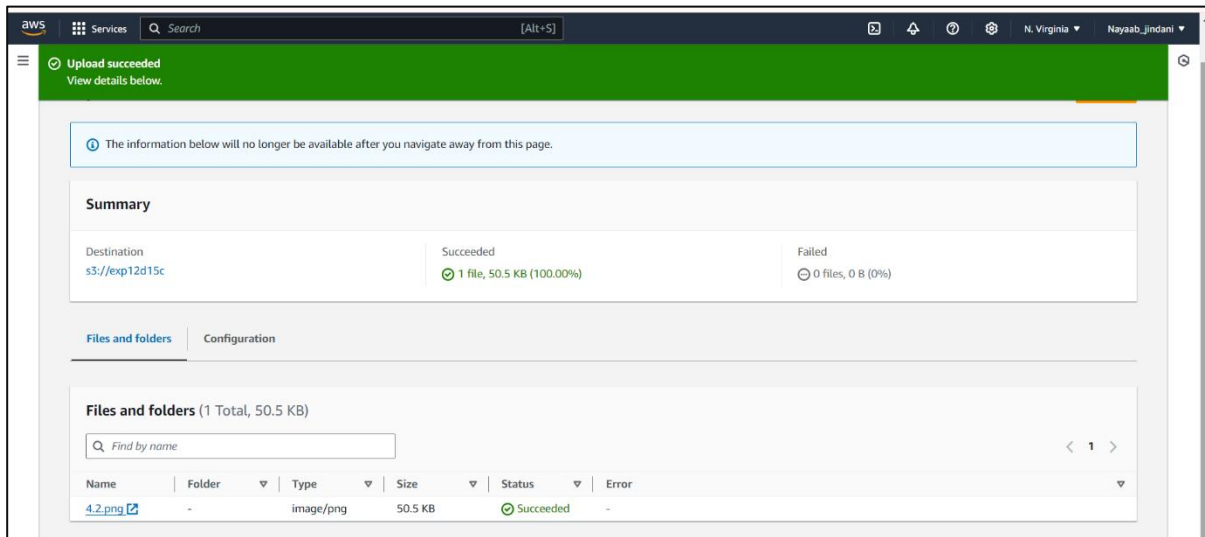 aws Services Search [Alt+S] N. Virginia Nayaab_jindani
Upload succeeded
View details below.
The information below will no longer be available after you navigate away from this page.
Summary
Destination Succeeded Failed
s3://exp12d15c 1 file, 50.5 KB (100.00%) 0 files, 0 B (0%)
Files and folders Configuration
Files and folders (1 Total, 50.5 KB)
Find by name 1
Name Folder Type Size Status Error
4.2.png - image/png 50.5 KB Succeeded -